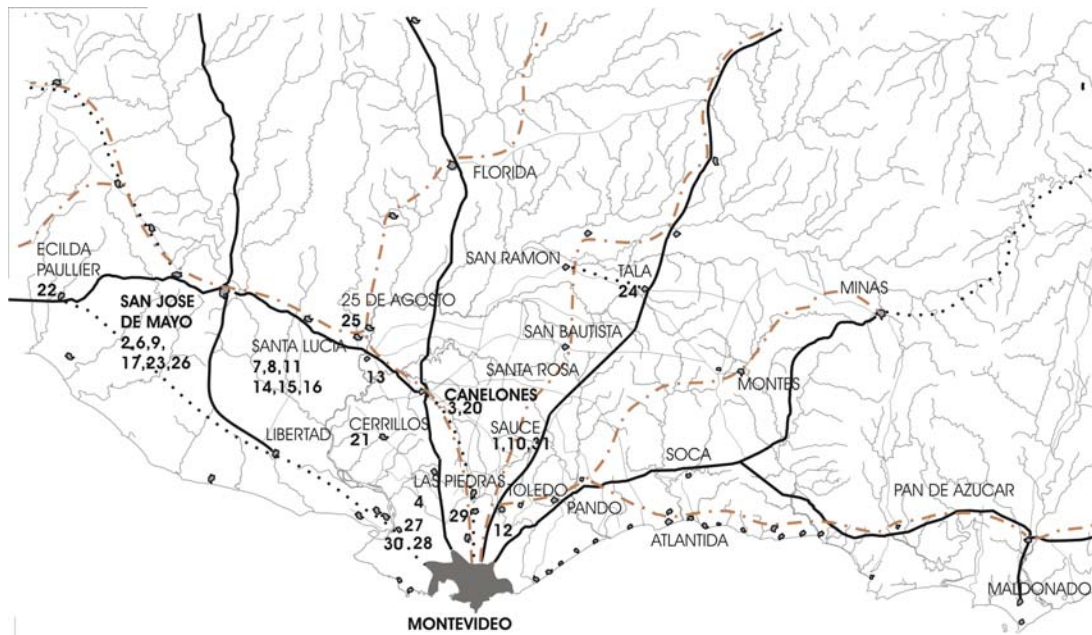 FLORIDA
ECILDA
PAULLIER
22
SAN RAMON
TALA
24
MINAS
SAN JOSE
DE MAYO
2,6,9,
17,23,26
25 DE AGOSTO
25
SAN BAUTISTA
SANTA LUCIA
7,8,11
14,15,16
13
SANTA ROSA
MONTES
CANELONES
3,20
CERRILLOS
21
SAUCE
1,10,31
LIBERTAD
SOCA
LAS PIEDRAS
4
TOLEDO
PANDO
PAN DE AZUCAR
27
29
12
30
28
ATLANTIDA
MALDONADO
MONTEVIDEO